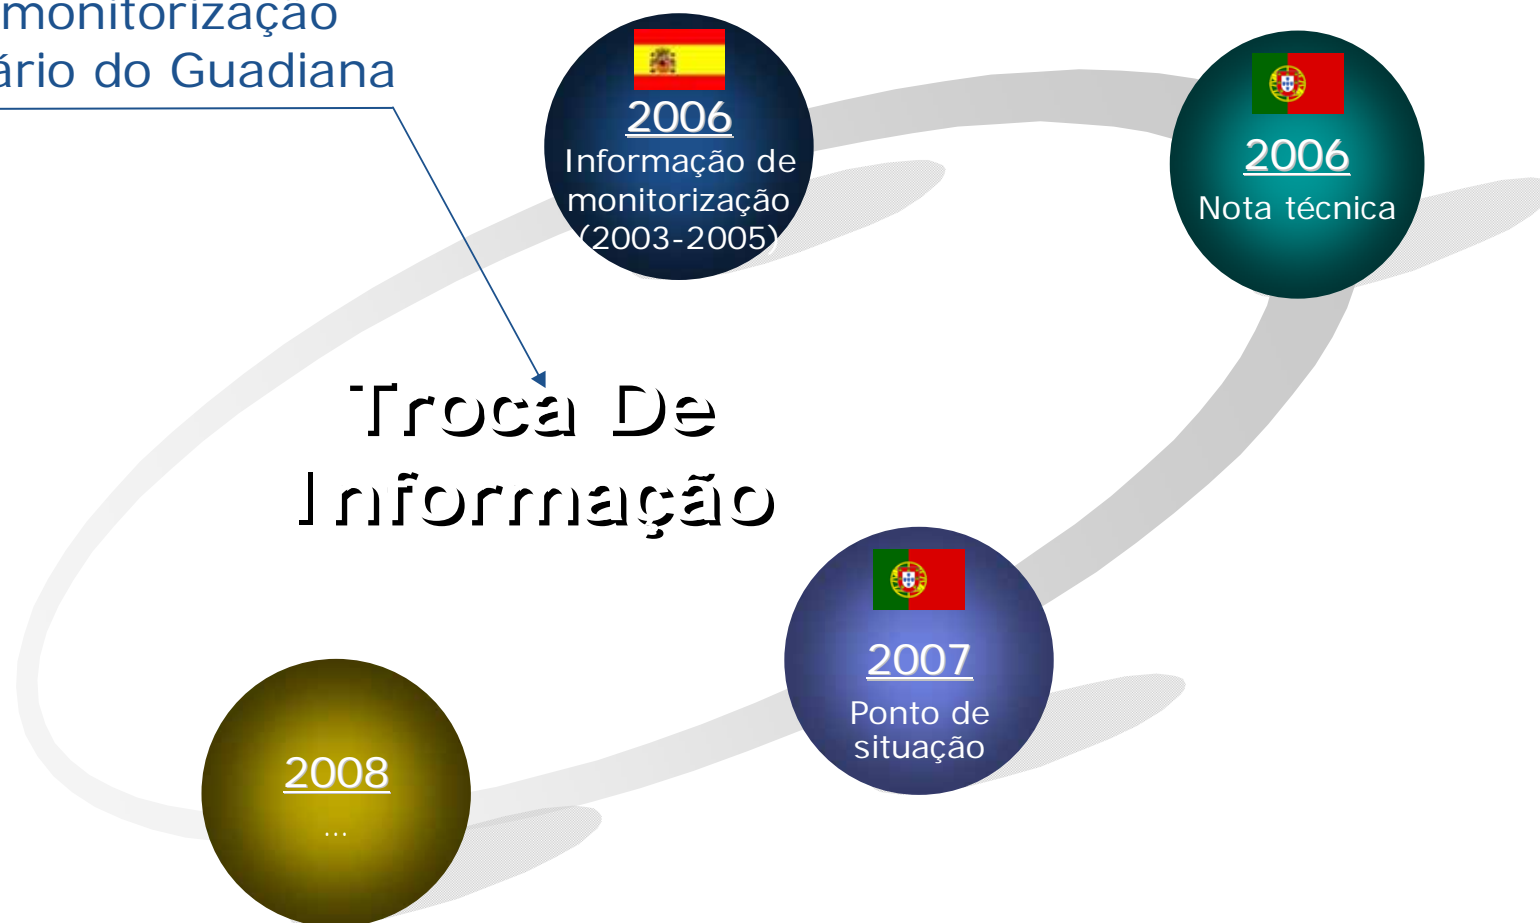 monitorização
ário do Guadiana
2006
Informação de
monitorização
(2003-2005)
2006
Nota técnica
Troca De
Informação
2007
Ponto de
situação
2008
...